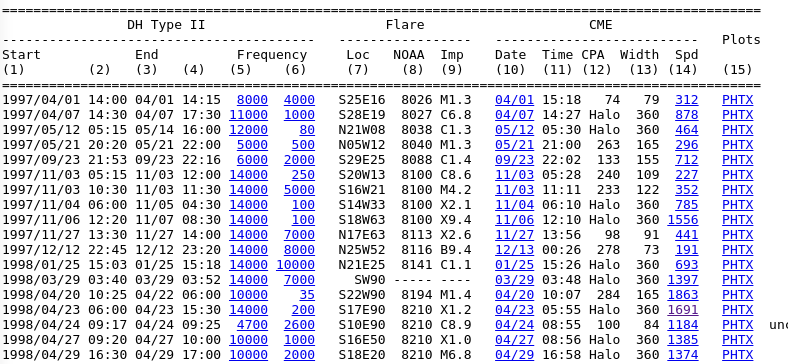 =================================================================================================
DH Type II Flare CME
---------------------------------------- ---------------- -------------------------- Plots
Start End Frequency Loc NOAA Imp Date Time CPA Width Spd
(1) (2) (3) (4) (5) (6) (7) (8) (9) (10) (11) (12) (13) (14) (15)
=================================================================================================
1997/04/01 14:00 04/01 14:15 8000 4000 S25E16 8026 M1.3 04/01 15:18 74 79 312 PHTX
1997/04/07 14:30 04/07 17:30 11000 1000 S28E19 8027 C6.8 04/07 14:27 Halo 360 878 PHTX
1997/05/12 05:15 05/14 16:00 12000 80 N21W08 8038 C1.3 05/12 05:30 Halo 360 464 PHTX
1997/05/21 20:20 05/21 22:00 5000 500 N05W12 8040 M1.3 05/21 21:00 263 165 296 PHTX
1997/09/23 21:53 09/23 22:16 6000 2000 S29E25 8088 C1.4 09/23 22:02 133 155 712 PHTX
1997/11/03 05:15 11/03 12:00 14000 250 S20W13 8100 C8.6 11/03 05:28 240 109 227 PHTX
1997/11/03 10:30 11/03 11:30 14000 5000 S16W21 8100 M4.2 11/03 11:11 233 122 352 PHTX
1997/11/04 06:00 11/05 04:30 14000 100 S14W33 8100 X2.1 11/04 06:10 Halo 360 785 PHTX
1997/11/06 12:20 11/07 08:30 14000 100 S18W63 8100 X9.4 11/06 12:10 Halo 360 1556 PHTX
1997/11/27 13:30 11/27 14:00 14000 7000 N17E63 8113 X2.6 11/27 13:56 98 91 441 PHTX
1997/12/12 22:45 12/12 23:20 14000 8000 N25W52 8116 B9.4 12/13 00:26 278 73 191 PHTX
1998/01/25 15:03 01/25 15:18 14000 10000 N21E25 8141 C1.1 01/25 15:26 Halo 360 693 PHTX
1998/03/29 03:40 03/29 03:52 14000 7000 SW90 ----- ---- 03/29 03:48 Halo 360 1397 PHTX
1998/04/20 10:25 04/22 06:00 10000 35 S22W90 8194 M1.4 04/20 10:07 284 165 1863 PHTX
1998/04/23 06:00 04/23 15:30 14000 200 S17E90 8210 X1.2 04/23 05:55 Halo 360 1691 PHTX
1998/04/24 09:17 04/24 09:25 4700 2600 S10E90 8210 C8.9 04/24 08:55 100 84 1184 PHTX
1998/04/27 09:20 04/27 10:00 10000 1000 S16E50 8210 X1.0 04/27 08:56 Halo 360 1385 PHTX
1998/04/29 16:30 04/29 17:00 10000 2000 S18E20 8210 M6.8 04/29 16:58 Halo 360 1374 PHTX